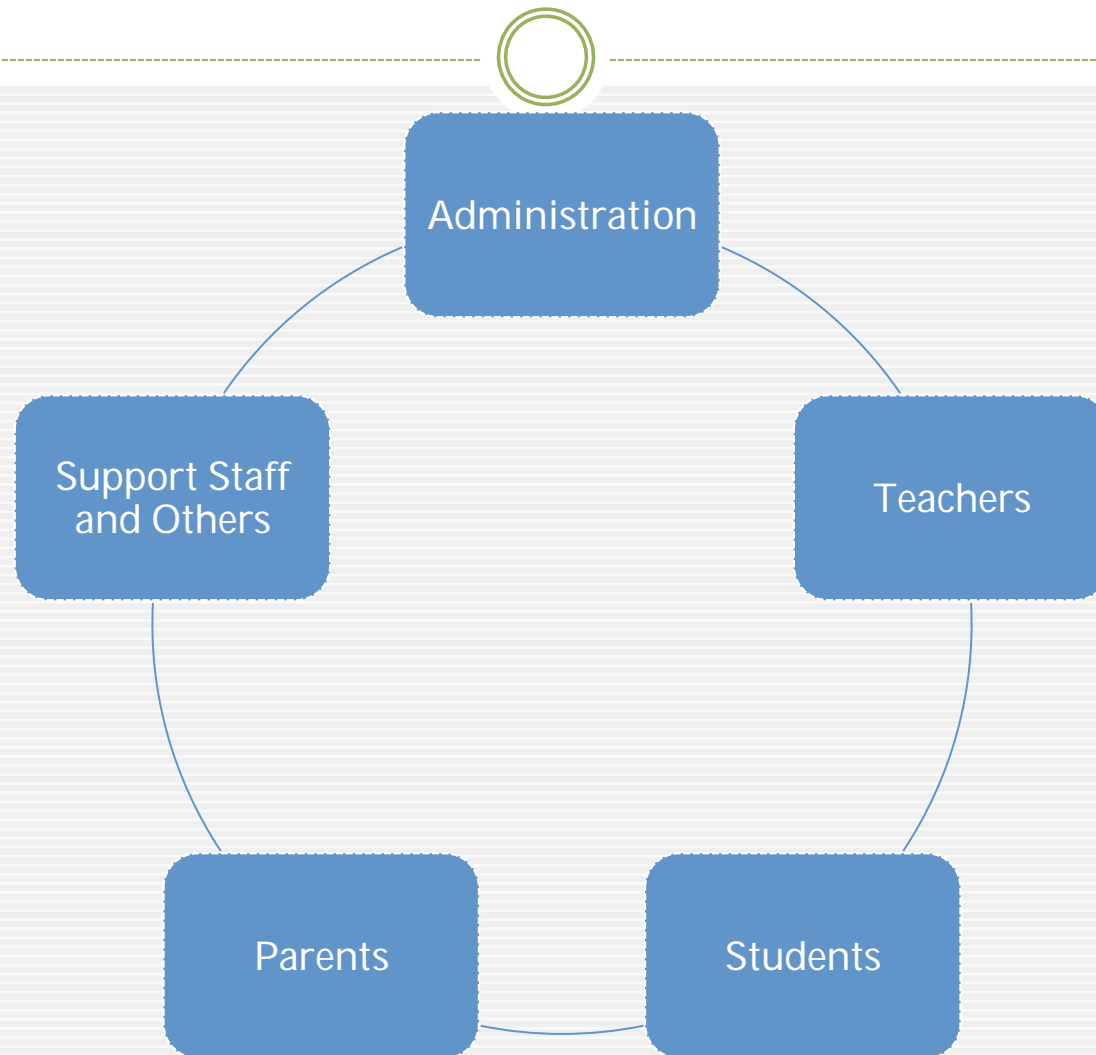 Administration
Support Staff
and Others
Teachers
Parents
Students